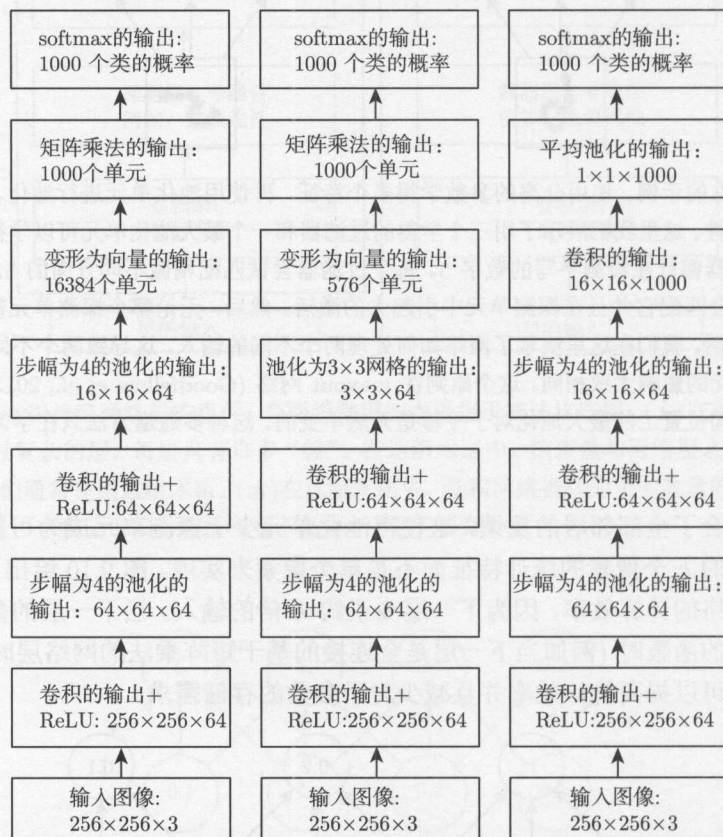 softmax的输出:
1000 个类的概率
矩阵乘法的输出:
1000个单元
变形为向量的输出:
16384个单元
步幅为4的池化的输出:
16×16×64
卷积的输出+
ReLU:64×64×64
步幅为4的池化的
输出: 64×64×64
卷积的输出+
ReLU: 256×256×64
输入图像:
256×256×3
softmax的输出:
1000 个类的概率
矩阵乘法的输出:
1000个单元
变形为向量的输出:
576个单元
池化为3×3网格的输出:
3×3×64
卷积的输出+
ReLU:64×64×64
步幅为4的池化的输出:
64×64×64
卷积的输出+
ReLU:256×256×64
输入图像:
256×256×3
softmax的输出:
1000 个类的概率
平均池化的输出:
1×1×1000
卷积的输出:
16×16×1000
步幅为4的池化的输出:
16×16×64
卷积的输出+
ReLU:64×64×64
步幅为4的池化的输出:
64×64×64
卷积的输出+
ReLU:256×256×64
输入图像:
256×256×3